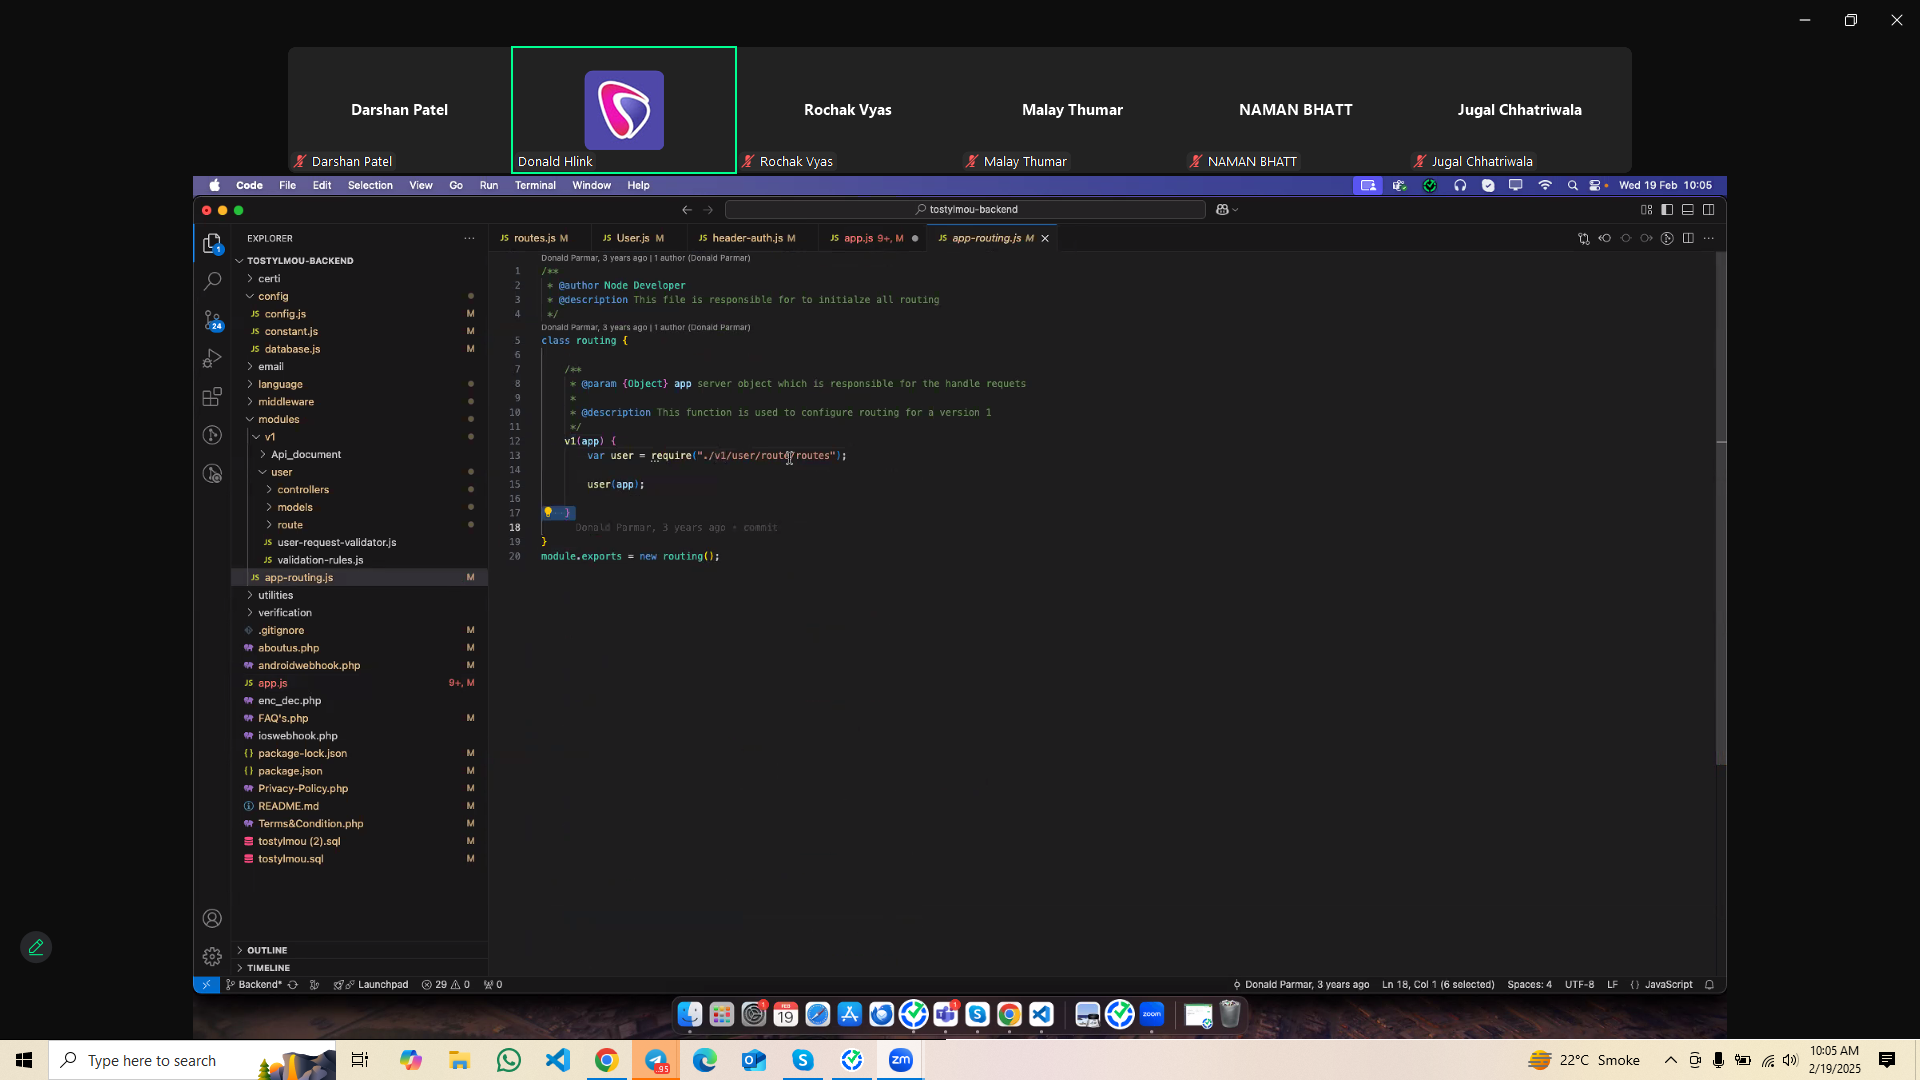 Darshan Patel
Rochak Vyas
Malay Thumar
NAMAN BHATT
Jugal Chhatriwala
Darshan Patel
Donald Hlink
Rochak Vyas
Malay Thumar
NAMAN BHATT
Jugal Chhatriwala
Code File Edit Selection View Go Run Terminal Window Help
Wed 19 Feb 10:05
tostylmou-backend
EXPLORER
routes.js M
User.js M
header-auth.js M
app.js 9+, M
app-routing.js M
TOSTYLMOU-BACKEND
certi
config
config.js M
constant.js M
database.js M
email
language
middleware
modules
v1
Api_document
user
controllers
models
route
user-request-validator.js
validation-rules.js
app-routing.js M
utilities
verification
.gitignore M
aboutus.php M
androidwebhook.php M
app.js 9+, M
enc_dec.php
FAQ's.php M
ioswebhook.php
package-lock.json M
package.json M
Privacy-Policy.php M
README.md M
Terms&Condition.php M
tostylmou (2).sql M
tostylmou.sql M
OUTLINE
TIMELINE
Donald Parmar, 3 years ago | 1 author (Donald Parmar)
1 /**
2 * @author Node Developer
3 * @description This file is responsible for to initialze all routing
4 */
Donald Parmar, 3 years ago | 1 author (Donald Parmar)
5 class routing {
6
7 /**
8 * @param {Object} app server object which is responsible for the handle requets
9 *
10 * @description This function is used to configure routing for a version 1
11 */
12 v1(app) {
13 var user = require("./v1/user/route/routes");
14
15 user(app);
16
17 }
18 Donald Parmar, 3 years ago • commit
19 }
20 module.exports = new routing();
Backend* Launchpad 29 0 0
Donald Parmar, 3 years ago Ln 18, Col 1 (6 selected) Spaces: 4 UTF-8 LF {} JavaScript
1
FEB
19
1
zoom
1
24
Type here to search
.95
zm
22°C Smoke
10:05 AM
2/19/2025